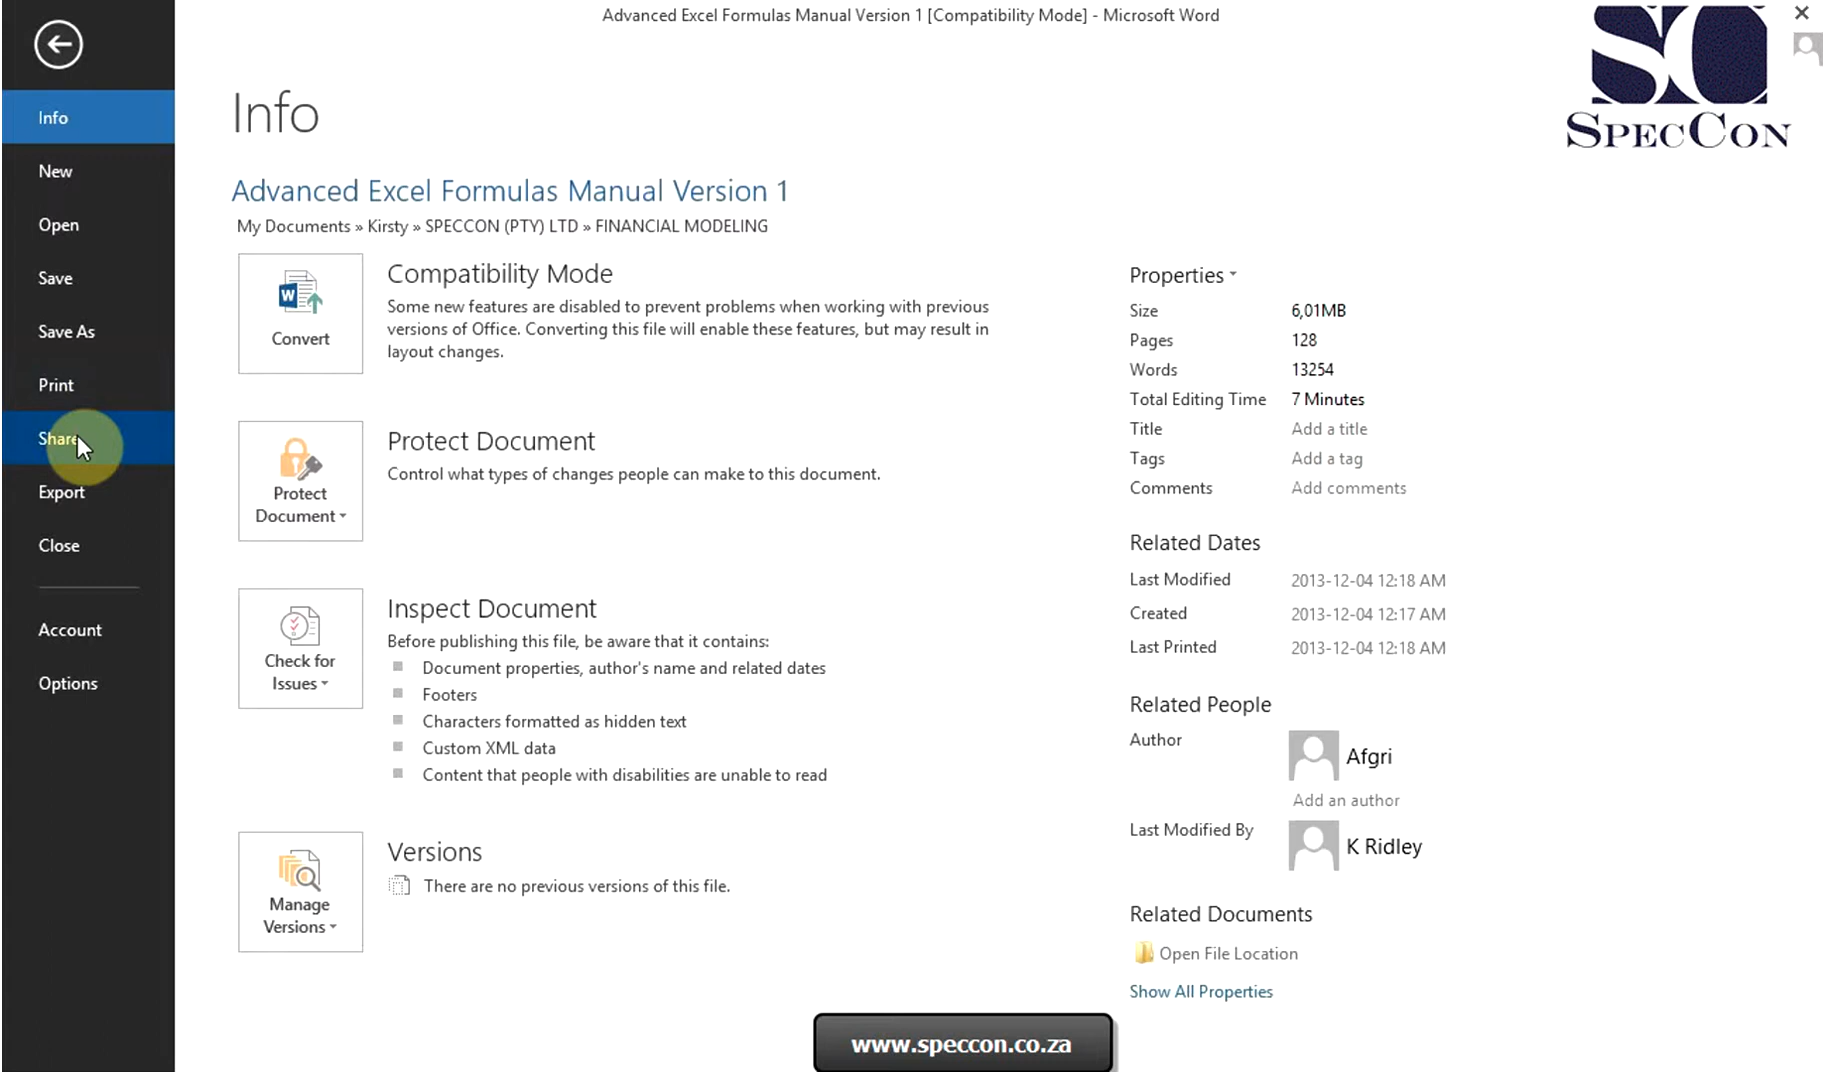 Advanced Excel Formulas Manual Version 1 [Compatibility Mode] - Microsoft Word
SC
SPECCON
Info
New
Open
Save
Save As
Print
Share
Export
Close
Account
Options
Info
Advanced Excel Formulas Manual Version 1
My Documents » Kirsty » SPECCON (PTY) LTD » FINANCIAL MODELING
Convert
Compatibility Mode
Some new features are disabled to prevent problems when working with previous
versions of Office. Converting this file will enable these features, but may result in
layout changes.
Protect
Document
Protect Document
Control what types of changes people can make to this document.
Check for
Issues
Inspect Document
Before publishing this file, be aware that it contains:
Document properties, author's name and related dates
Footers
Characters formatted as hidden text
Custom XML data
Content that people with disabilities are unable to read
Manage
Versions
Versions
There are no previous versions of this file.
Properties
Size 6,01MB
Pages 128
Words 13254
Total Editing Time 7 Minutes
Title Add a title
Tags Add a tag
Comments Add comments
Related Dates
Last Modified 2013-12-04 12:18 AM
Created 2013-12-04 12:17 AM
Last Printed 2013-12-04 12:18 AM
Related People
Author Afgri
Add an author
Last Modified By K Ridley
Related Documents
Open File Location
Show All Properties
www.speccon.co.za